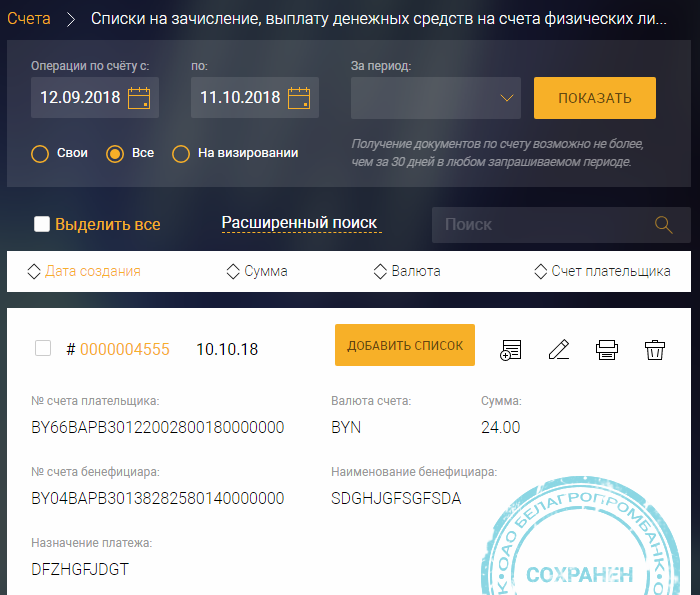 Счета > Списки на зачисление, выплату денежных средств на счета физических ли...
Операции по счёту с: по: За период:
12.09.2018 11.10.2018 ПОКАЗАТЬ
Свои Все На визировании
Получение документов по счету возможно не более,
чем за 30 дней в любом запрашиваемом периоде.
Выделить все Расширенный поиск Поиск
Дата создания Сумма Валюта Счет плательщика
# 0000004555 10.10.18 ДОБАВИТЬ СПИСОК
№ счета плательщика: Валюта счета: Сумма:
BY66BAPB30122002800180000000 BYN 24.00
№ счета бенефициара: Наименование бенефициара:
BY04BAPB30138282580140000000 SDGHJGFSGFSDA
Назначение платежа:
DFZHGFJDGT
ОАО БЕЛАГРОПРОМБАНК
СОХРАНЕН